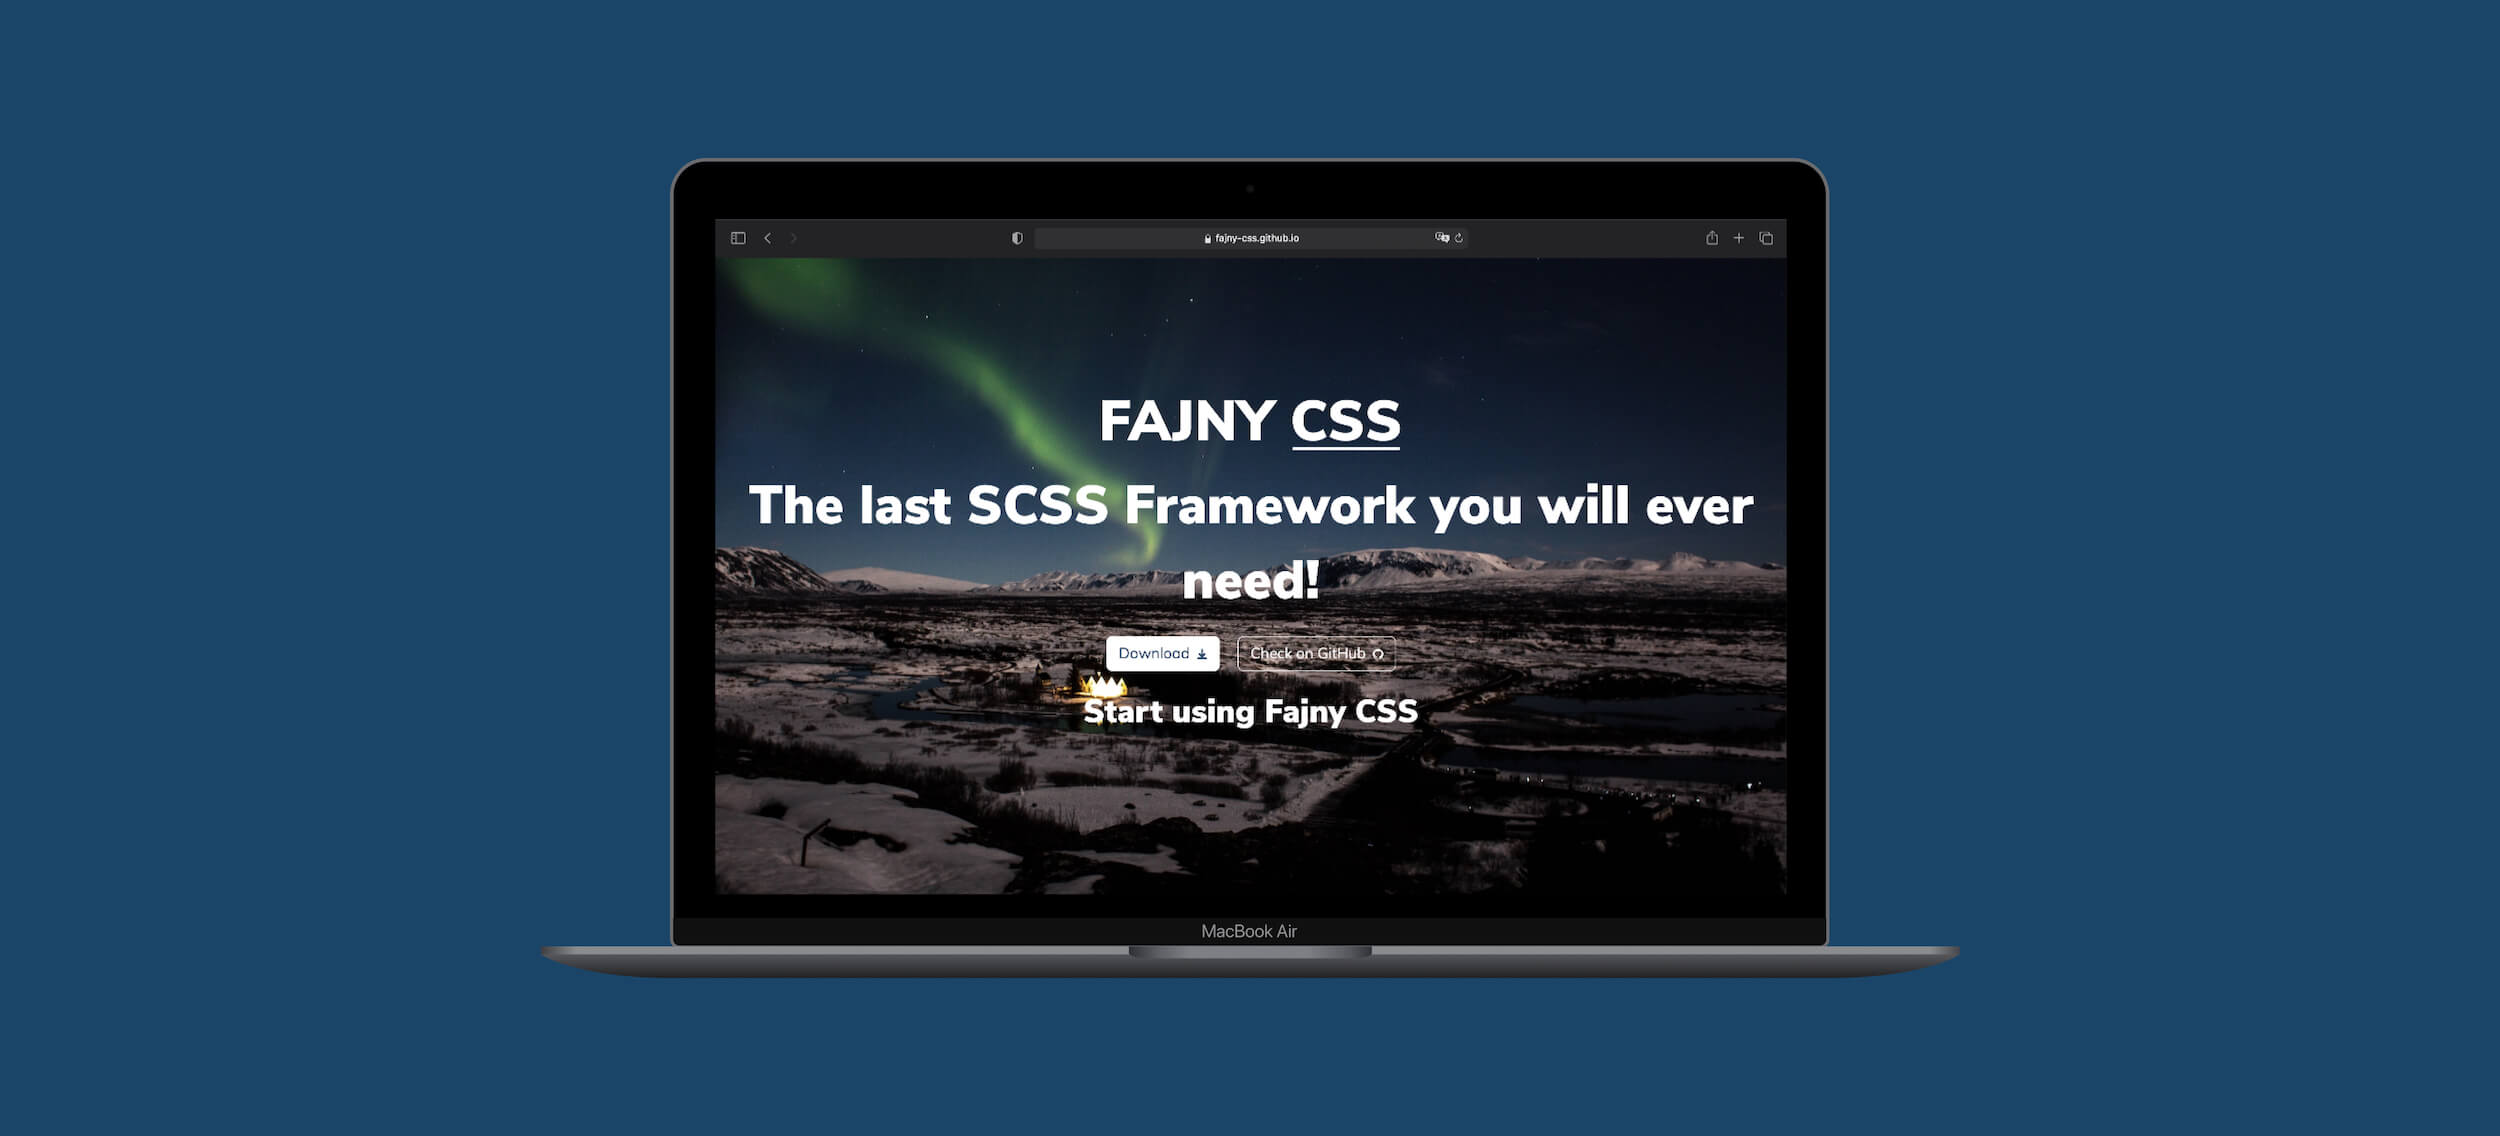 fajny-css.github.io
FAJNY CSS
The last SCSS Framework you will ever
need!
Download
Check on GitHub
Start using Fajny CSS
MacBook Air